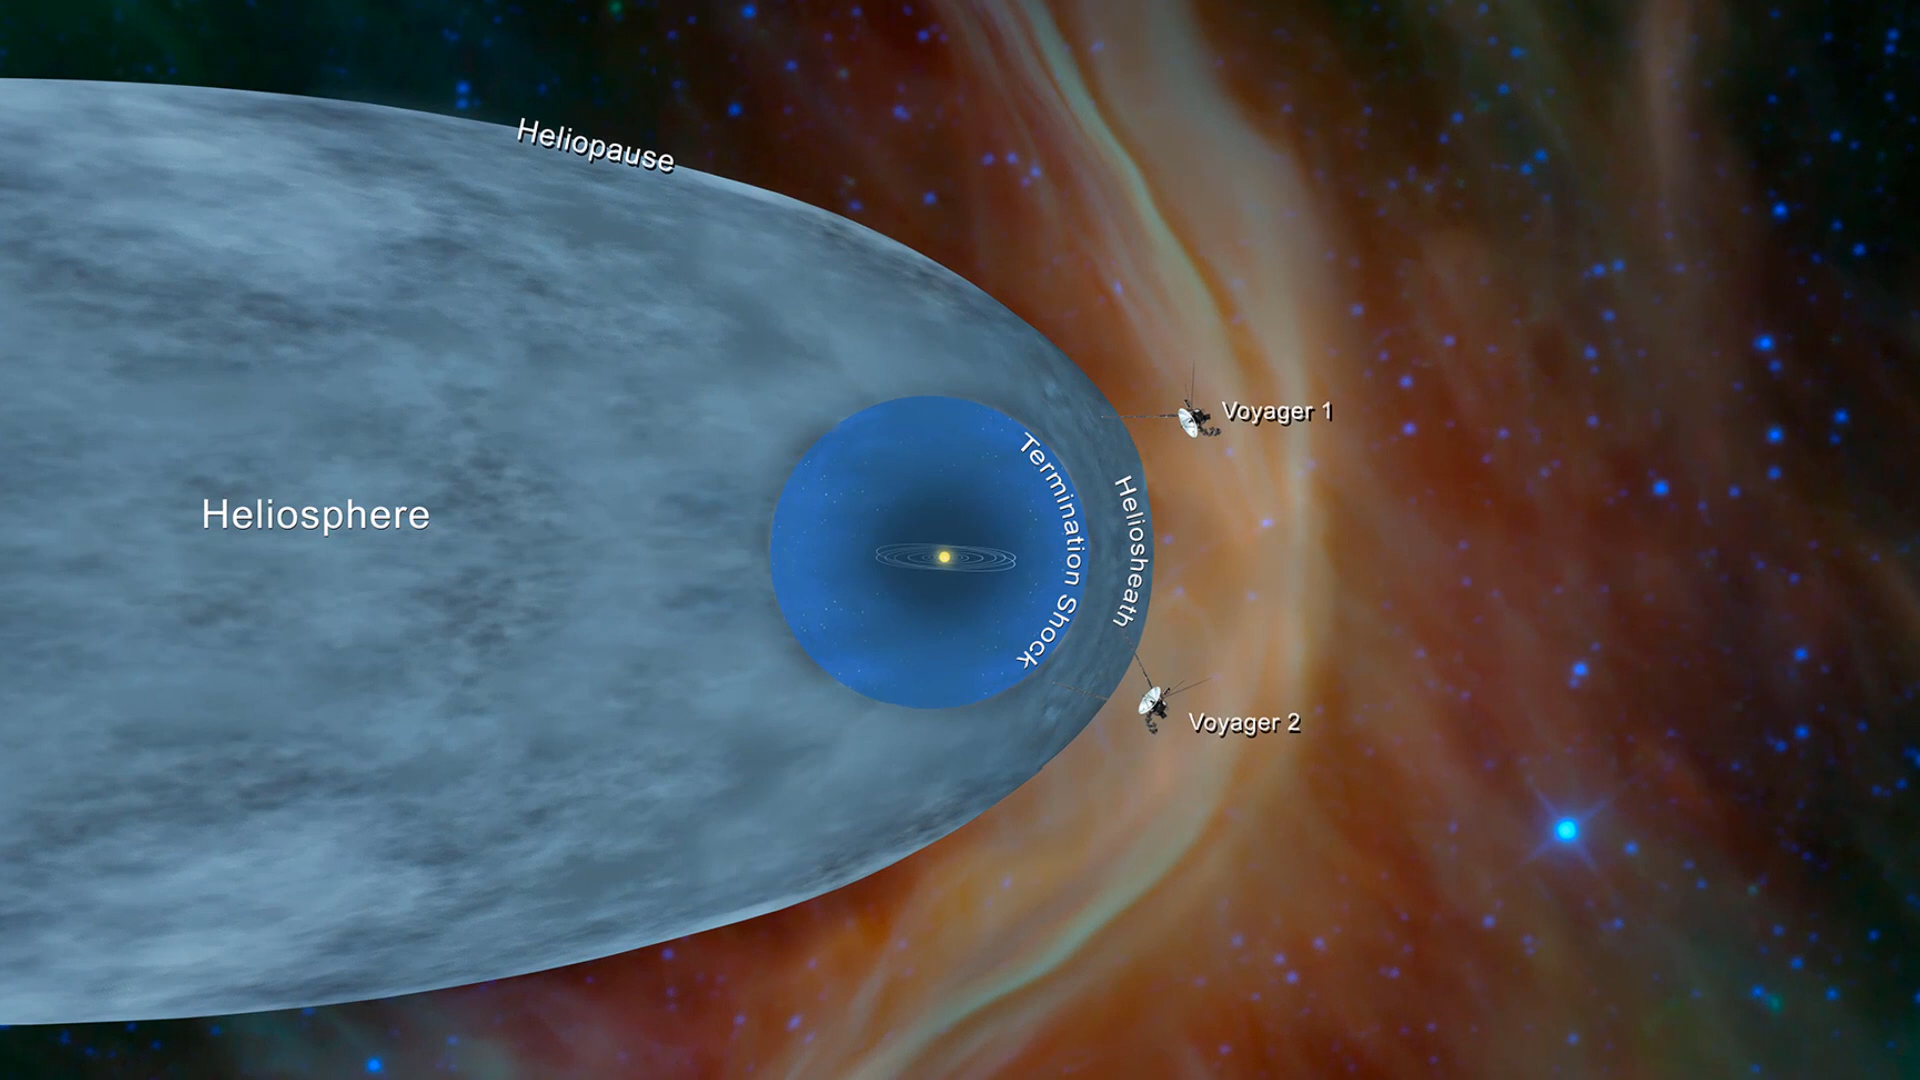 Heliopause
Voyager 1
Termination Shock
Heliosheath
Heliosphere
Voyager 2